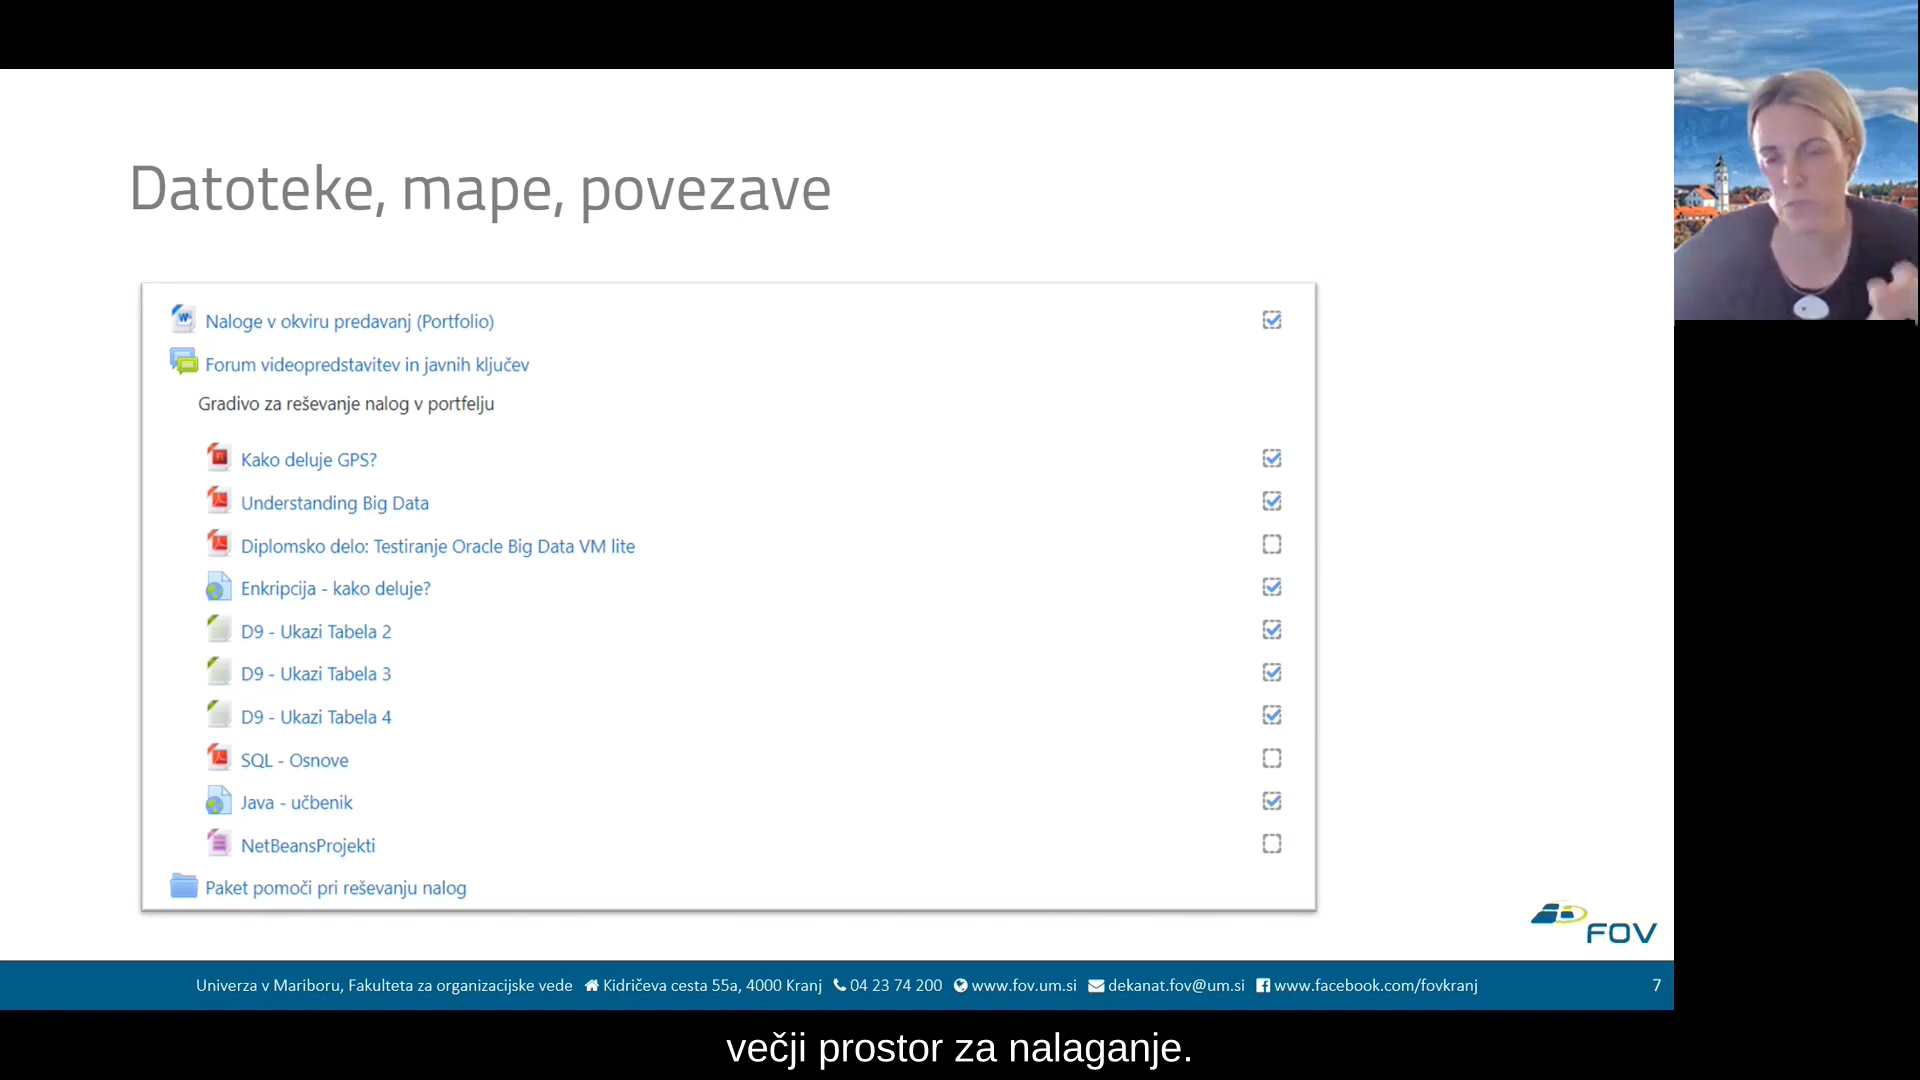 Datoteke, mape, povezave
Naloge v okviru predavanj (Portfolio)
Forum videopredstavitev in javnih ključev
Gradivo za reševanje nalog v portfelju
Kako deluje GPS?
Understanding Big Data
Diplomsko delo: Testiranje Oracle Big Data VM lite
Enkripcija - kako deluje?
D9 - Ukazi Tabela 2
D9 - Ukazi Tabela 3
D9 - Ukazi Tabela 4
SQL - Osnove
Java - učbenik
NetBeansProjekti
Paket pomoči pri reševanju nalog
FOV
Univerza v Mariboru, Fakulteta za organizacijske vede Kidričeva cesta 55a, 4000 Kranj 04 23 74 200 www.fov.um.si dekanat.fov@um.si www.facebook.com/fovkranj 7
večji prostor za nalaganje.